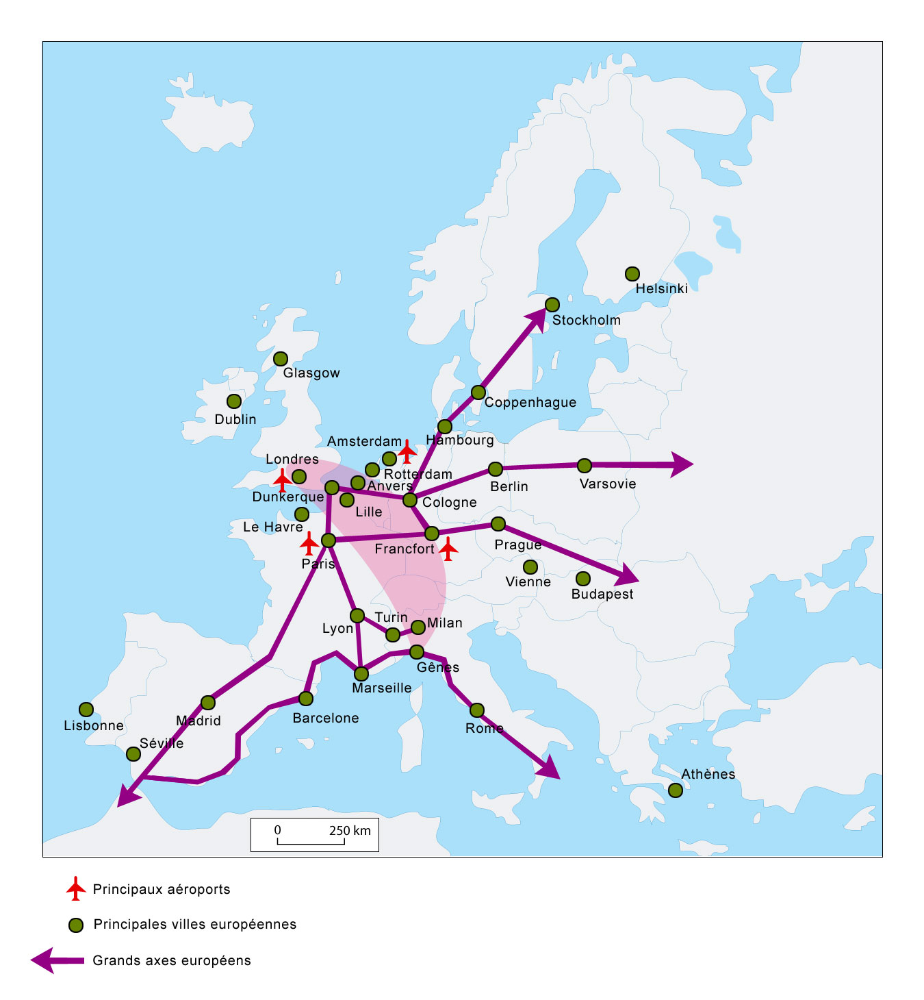 Helsinki
Stockholm
Glasgow
Coppenhague
Dublin
Hambourg
Amsterdam
Londres
Rotterdam
Anvers
Berlin
Varsovie
Dunkerque
Cologne
Lille
Le Havre
Francfort
Prague
Paris
Vienne
Budapest
Turin
Milan
Lyon
Gênes
Marseille
Barcelone
Madrid
Lisbonne
Rome
Séville
Athènes
0 250 km
Principaux aéroports
Principales villes européennes
Grands axes européens